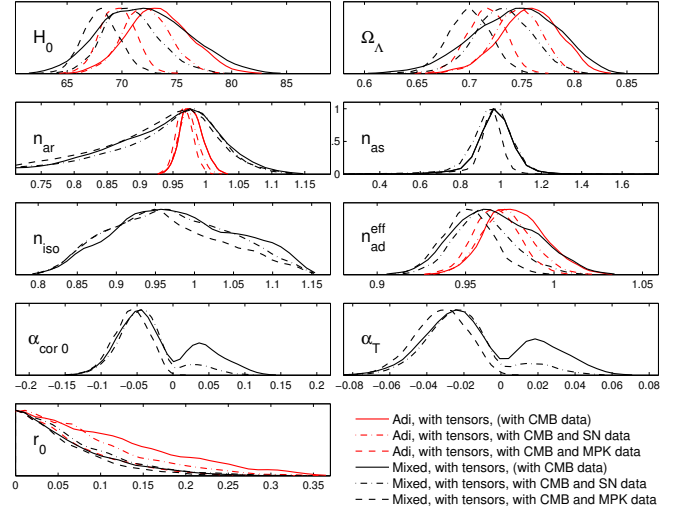 H0
65 70 75 80 85
ΩΛ
0.6 0.65 0.7 0.75 0.8 0.85
nar
0.75 0.8 0.85 0.9 0.95 1 1.05 1.1 1.15
nas
1
.5
0
0.4 0.6 0.8 1 1.2 1.4 1.6
niso
0.8 0.85 0.9 0.95 1 1.05 1.1 1.15
neffad
0.9 0.95 1 1.05
αcor 0
−0.2 −0.15 −0.1 −0.05 0 0.05 0.1 0.15 0.2
αT
−0.08 −0.06 −0.04 −0.02 0 0.02 0.04 0.06 0.08
r0
0 0.05 0.1 0.15 0.2 0.25 0.3 0.35
Adi, with tensors, (with CMB data)
Adi, with tensors, with CMB and SN data
Adi, with tensors, with CMB and MPK data
Mixed, with tensors, (with CMB data)
Mixed, with tensors, with CMB and SN data
Mixed, with tensors, with CMB and MPK data